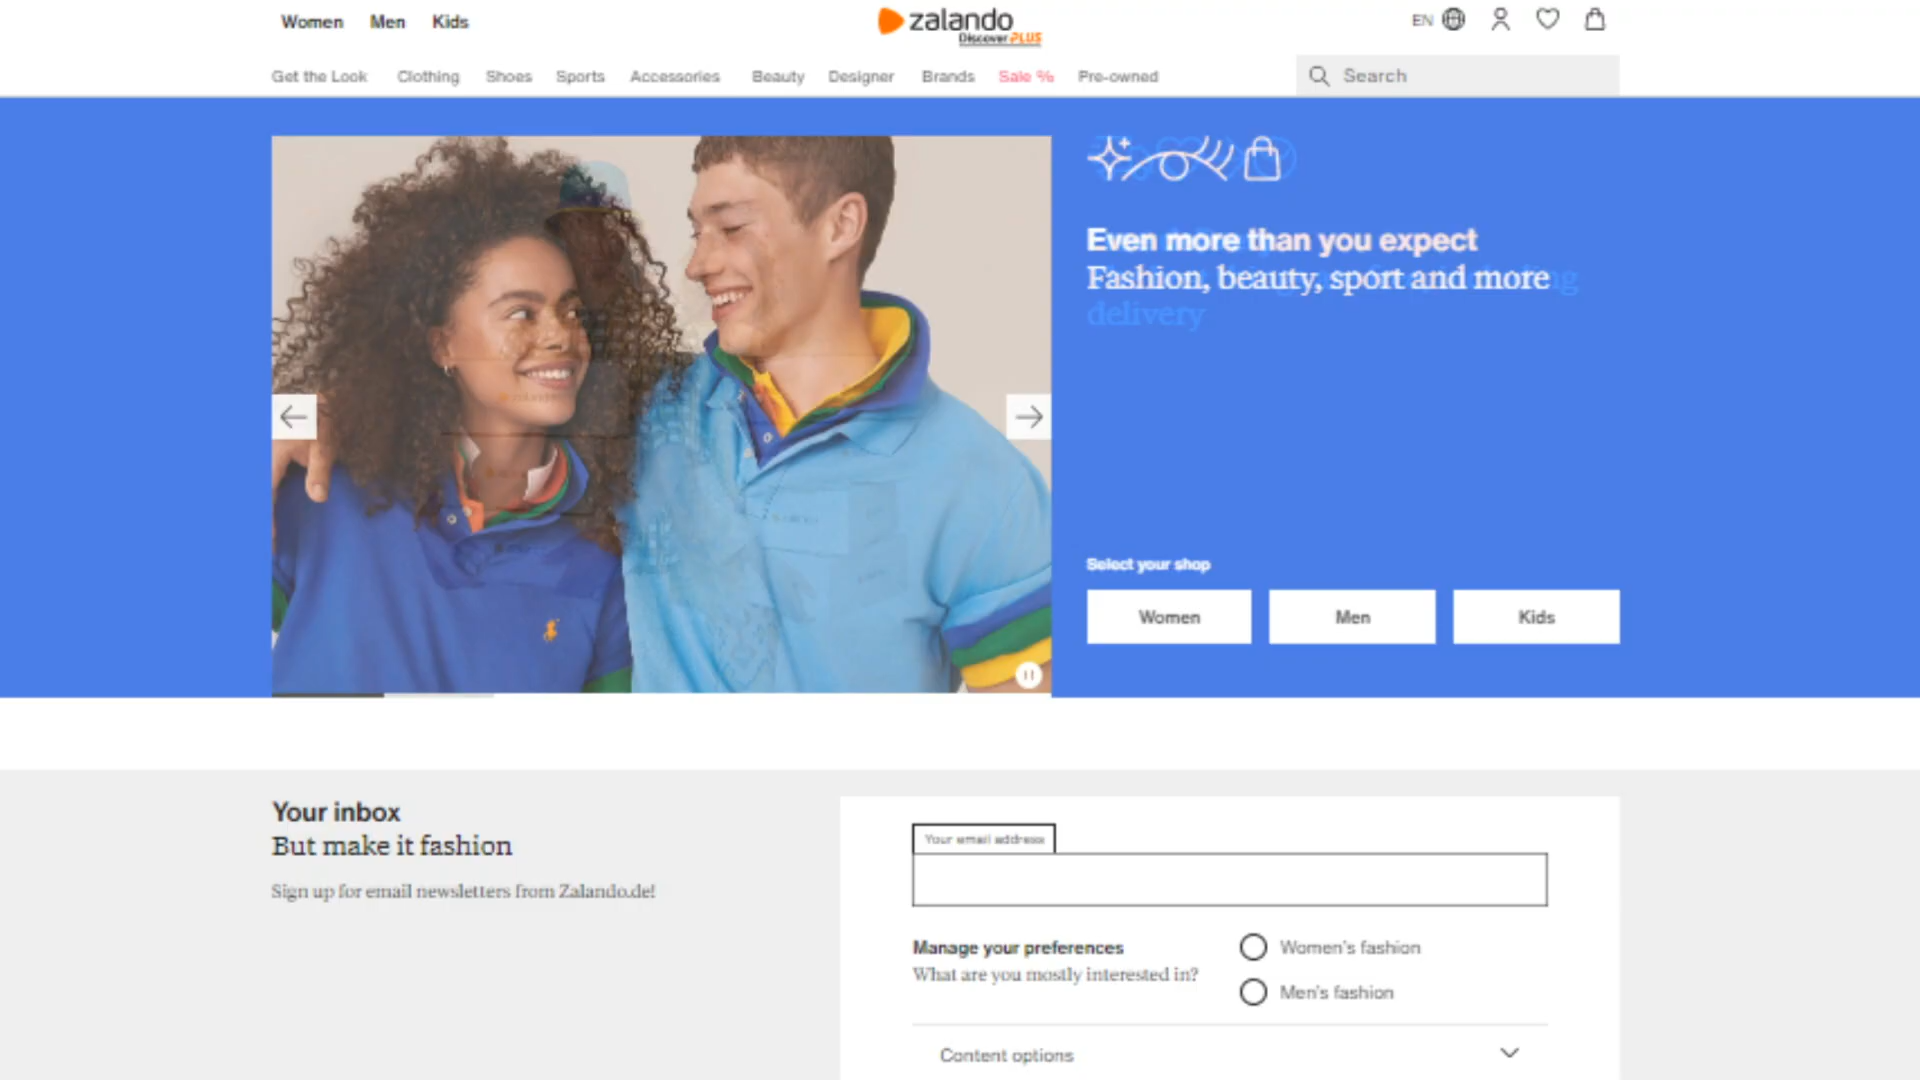 Women Men Kids
zalando
Discover PLUS
EN
Get the Look Clothing Shoes Sports Accessories Beauty Designer Brands Sale % Pre-owned
Search
Even more than you expect
Fashion, beauty, sport and more
delivery
Select your shop
Women Men Kids
Your inbox
But make it fashion
Sign up for email newsletters from Zalando.de!
Your email address
Manage your preferences
What are you mostly interested in?
Women's fashion
Men's fashion
Content options